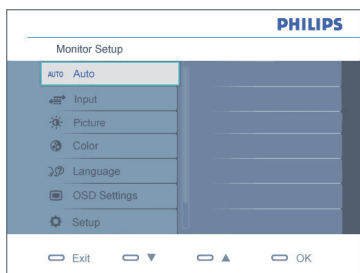 PHILIPS
Monitor Setup
AUTO Auto
Input
Picture
Color
Language
OSD Settings
Setup
Exit ▼ ▲ OK